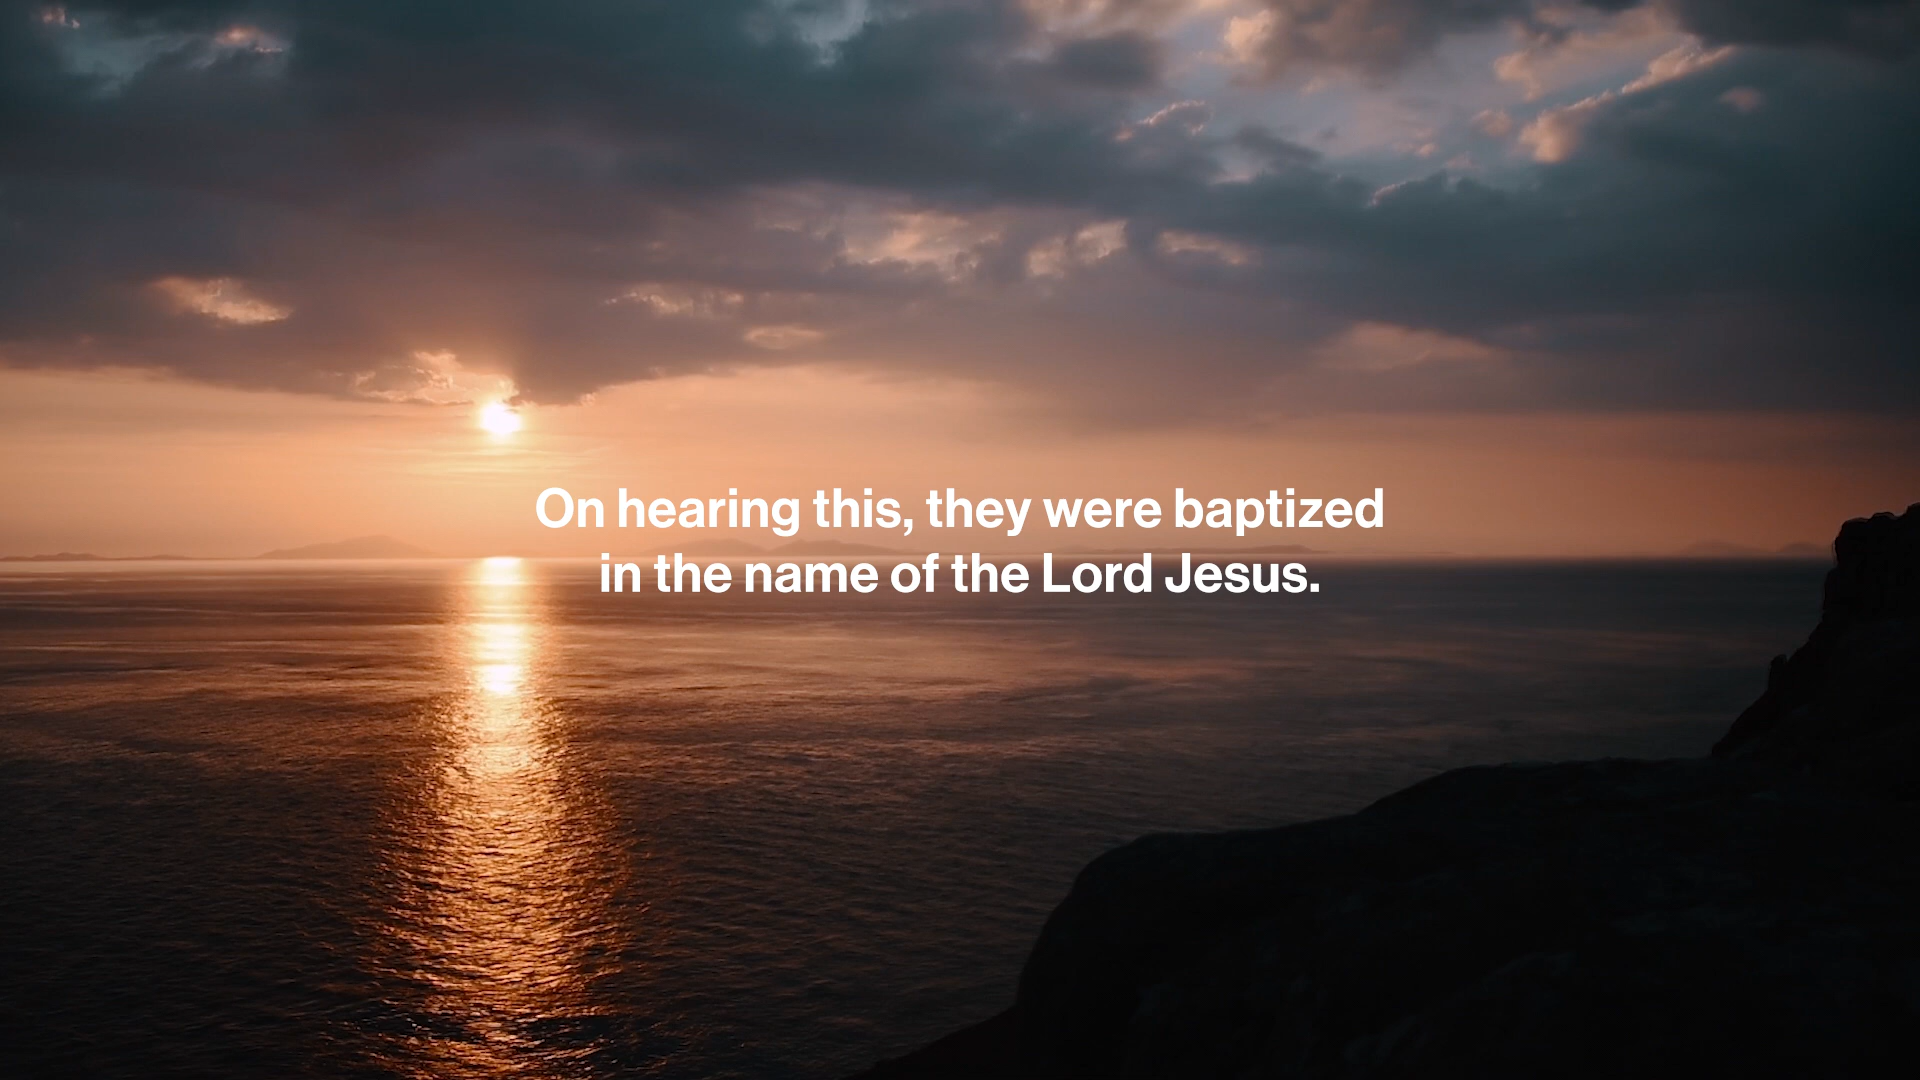 On hearing this, they were baptized
in the name of the Lord Jesus.